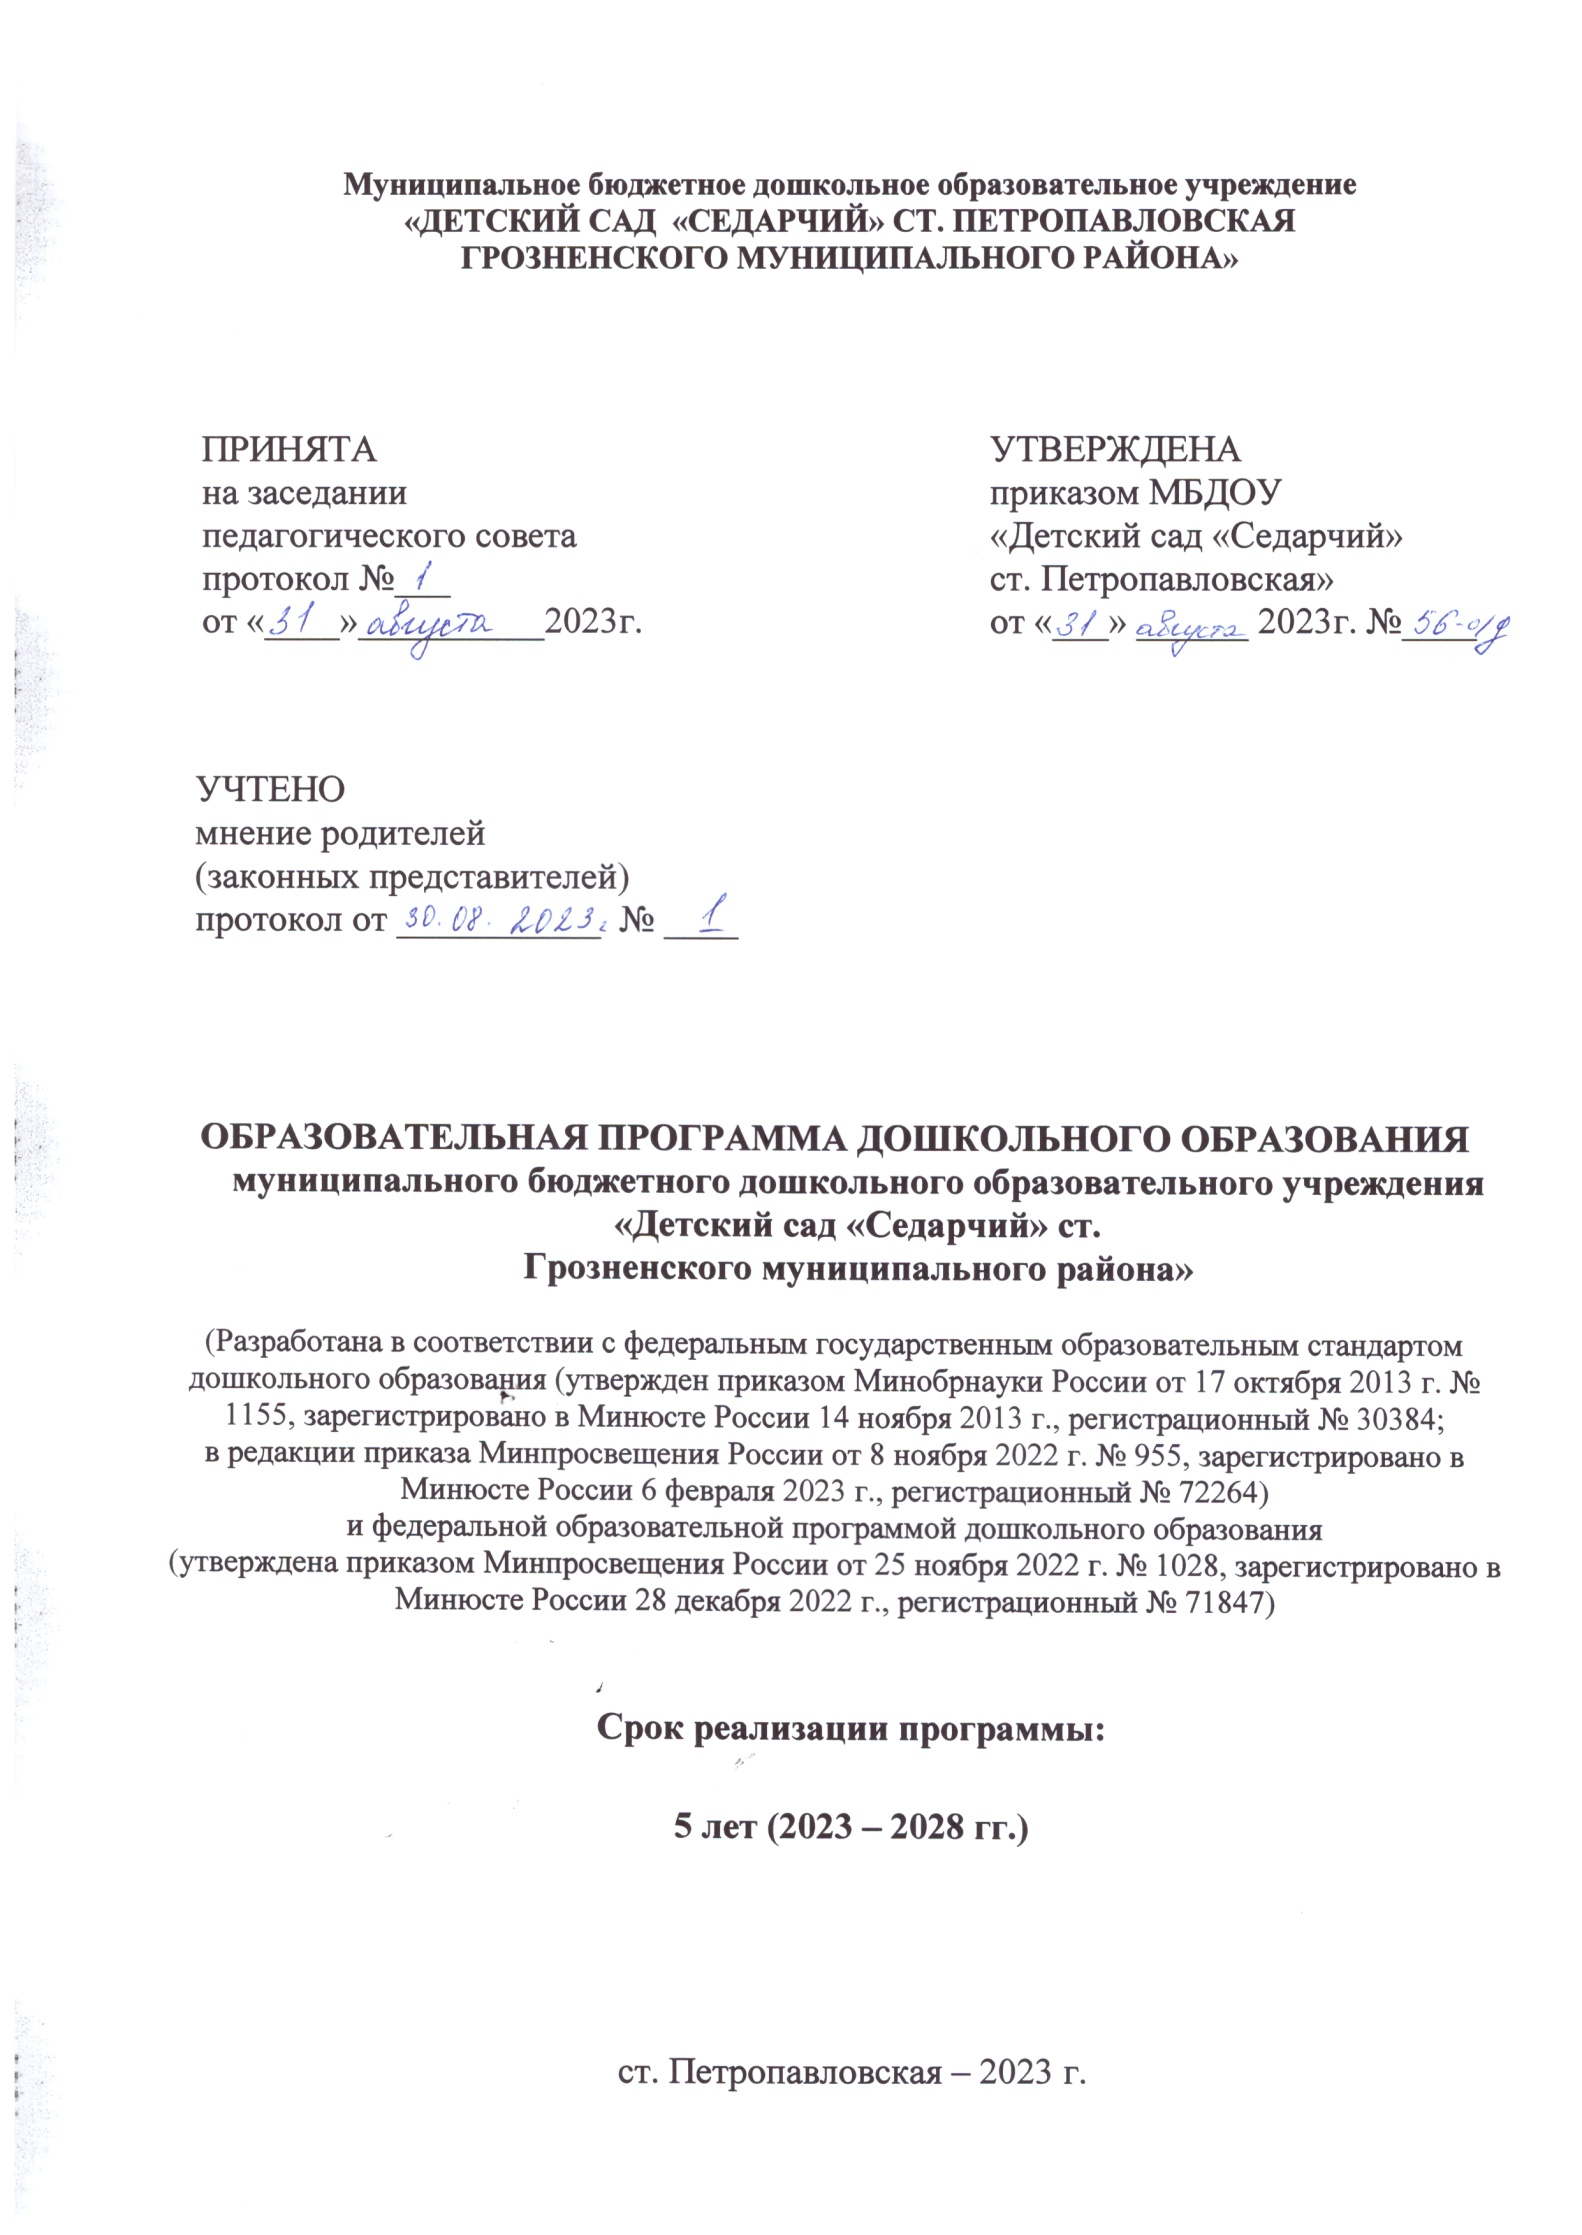 Муниципальное бюджетное дошкольное образовательное учреждение
«ДЕТСКИЙ САД «СЕДАРЧИЙ» СТ. ПЕТРОПАВЛОВСКАЯ
ГРОЗНЕНСКОГО МУНИЦИПАЛЬНОГО РАЙОНА»
ПРИНЯТА
на заседании
педагогического совета
протокол № 1
от «31» августа 2023г.
УТВЕРЖДЕНА
приказом МБДОУ
«Детский сад «Седарчий»
ст. Петропавловская»
от «31» августа 2023г. № 56-о/д
УЧТЕНО
мнение родителей
(законных представителей)
протокол от 30.08.2023г № 1
ОБРАЗОВАТЕЛЬНАЯ ПРОГРАММА ДОШКОЛЬНОГО ОБРАЗОВАНИЯ
муниципального бюджетного дошкольного образовательного учреждения
«Детский сад «Седарчий» ст.
Грозненского муниципального района»
(Разработана в соответствии с федеральным государственным образовательным стандартом
дошкольного образования (утвержден приказом Минобрнауки России от 17 октября 2013 г. №
1155, зарегистрировано в Минюсте России 14 ноября 2013 г., регистрационный № 30384;
в редакции приказа Минпросвещения России от 8 ноября 2022 г. № 955, зарегистрировано в
Минюсте России 6 февраля 2023 г., регистрационный № 72264)
и федеральной образовательной программой дошкольного образования
(утверждена приказом Минпросвещения России от 25 ноября 2022 г. № 1028, зарегистрировано в
Минюсте России 28 декабря 2022 г., регистрационный № 71847)
Срок реализации программы:
5 лет (2023 – 2028 гг.)
ст. Петропавловская – 2023 г.